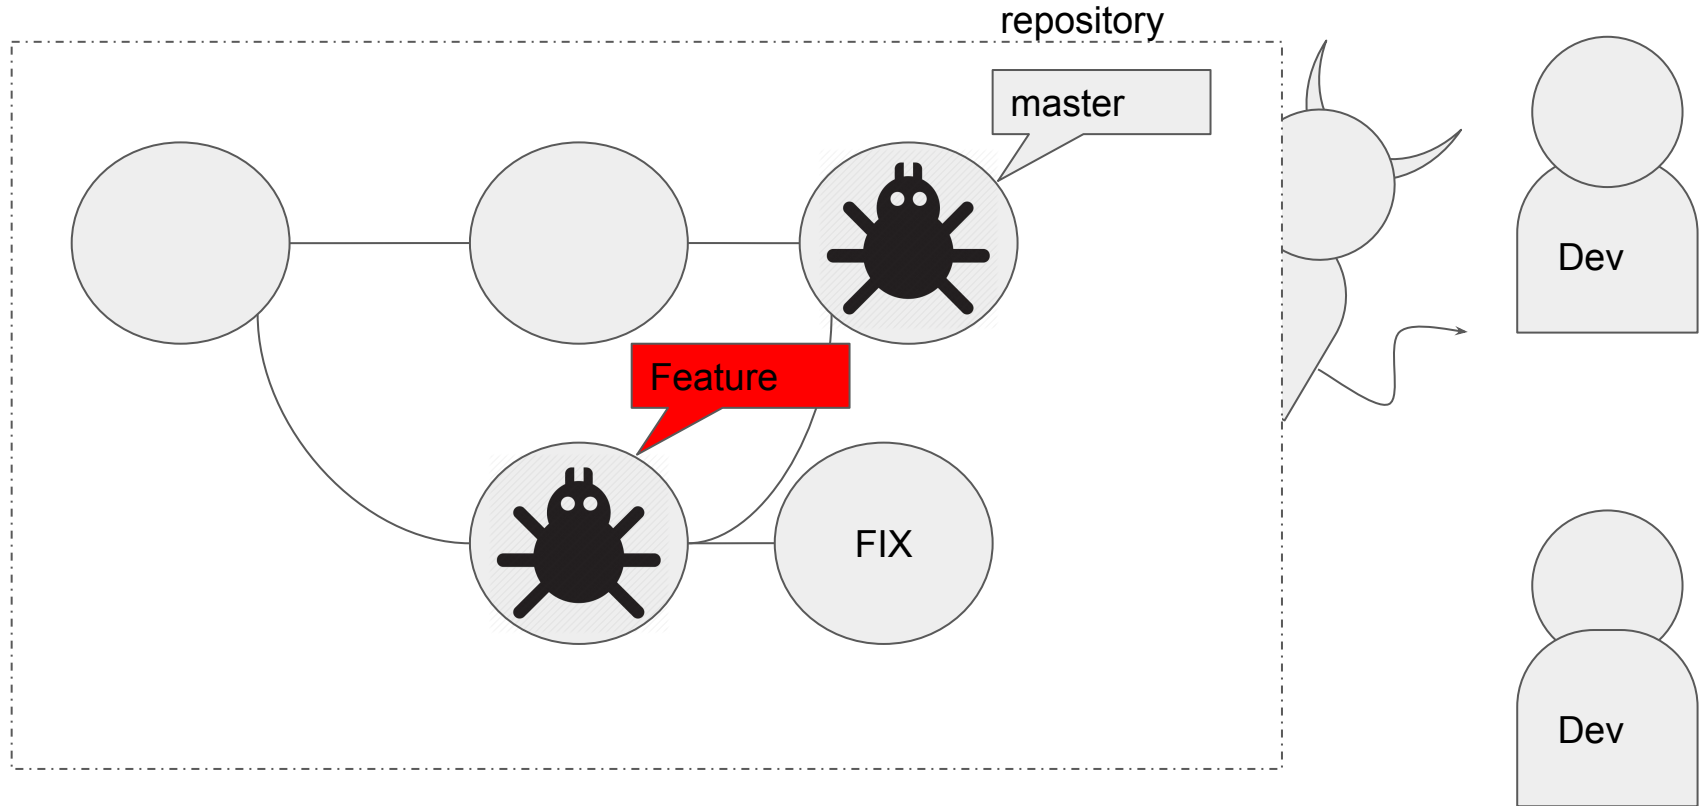 repository
master
Dev
Feature
FIX
Dev